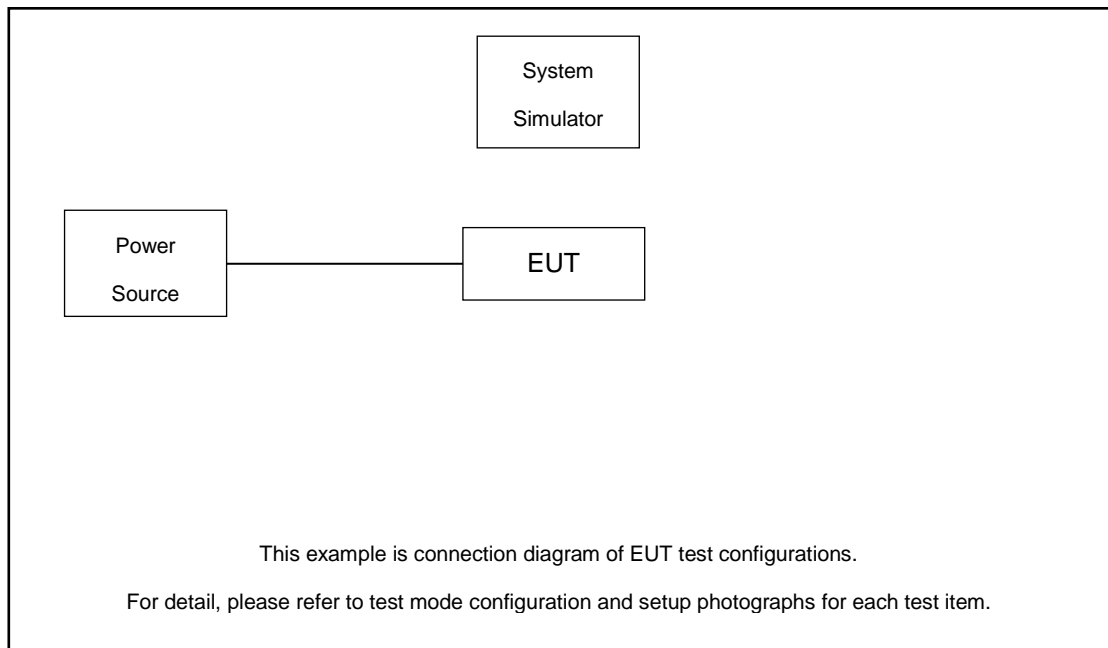 System
Simulator
Power
Source
EUT
This example is connection diagram of EUT test configurations.
For detail, please refer to test mode configuration and setup photographs for each test item.